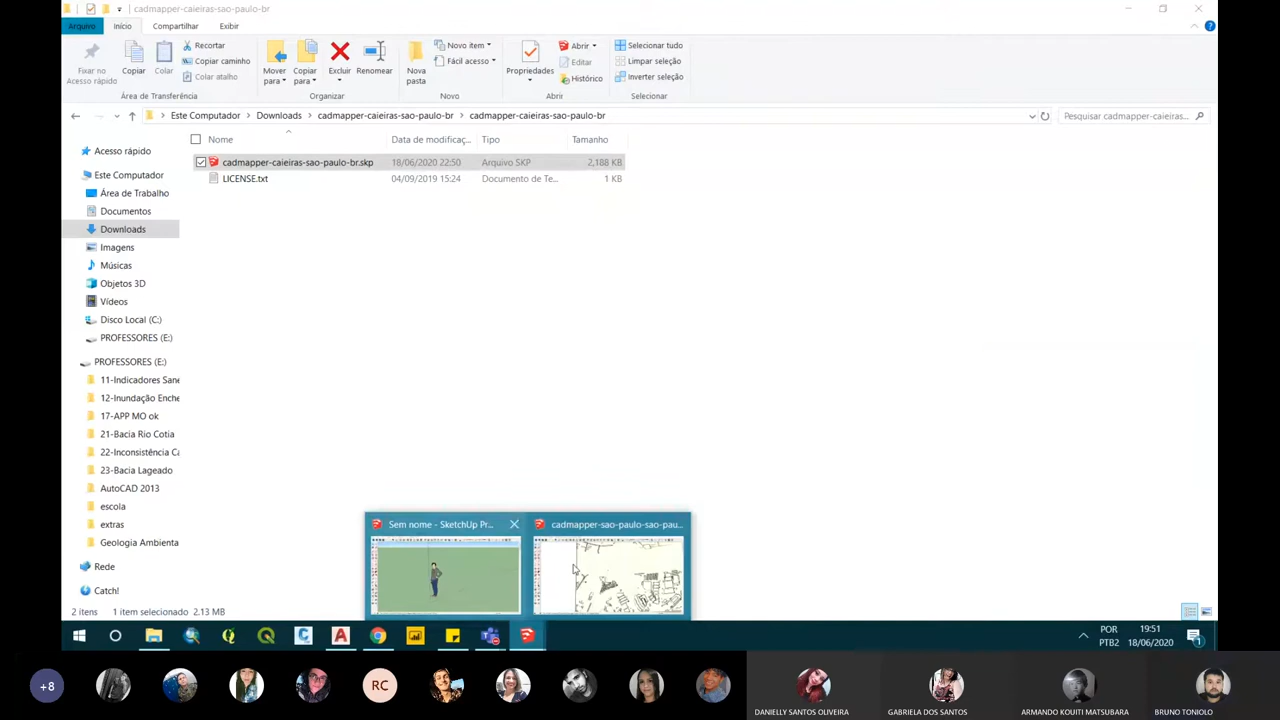 cadmapper-caieiras-sao-paulo-br
Arquivo
Início
Compartilhar
Exibir
Fixar no
Acesso rápido
Copiar
Colar
Recortar
Copiar caminho
Colar atalho
Área de Transferência
Mover
para
Copiar
para
Excluir
Renomear
Organizar
Nova
pasta
Novo item
Fácil acesso
Novo
Propriedades
Abrir
Editar
Histórico
Abrir
Selecionar tudo
Limpar seleção
Inverter seleção
Selecionar
Este Computador
Downloads
cadmapper-caieiras-sao-paulo-br
cadmapper-caieiras-sao-paulo-br
Pesquisar cadmapper-caieiras...
Nome
Data de modificaç...
Tipo
Tamanho
cadmapper-caieiras-sao-paulo-br.skp
18/06/2020 22:50
Arquivo SKP
2,188 KB
LICENSE.txt
04/09/2019 15:24
Documento de Te...
1 KB
Acesso rápido
Este Computador
Área de Trabalho
Documentos
Downloads
Imagens
Músicas
Objetos 3D
Vídeos
Disco Local (C:)
PROFESSORES (E:)
PROFESSORES (E:)
11-Indicadores Sane
12-Inundação Enche
17-APP MO ok
21-Bacia Rio Cotia
22-Inconsistência Ca
23-Bacia Lageado
AutoCAD 2013
escola
extras
Geologia Ambienta
Rede
Catch!
Sem nome - SketchUp Pr...
cadmapper-sao-paulo-sao-pau...
2 itens
1 item selecionado 2.13 MB
POR
PTB2
19:51
18/06/2020
1
+8
RC
DANIELLY SANTOS OLIVEIRA
GABRIELA DOS SANTOS
ARMANDO KOUITI MATSUBARA
BRUNO TONIOLO